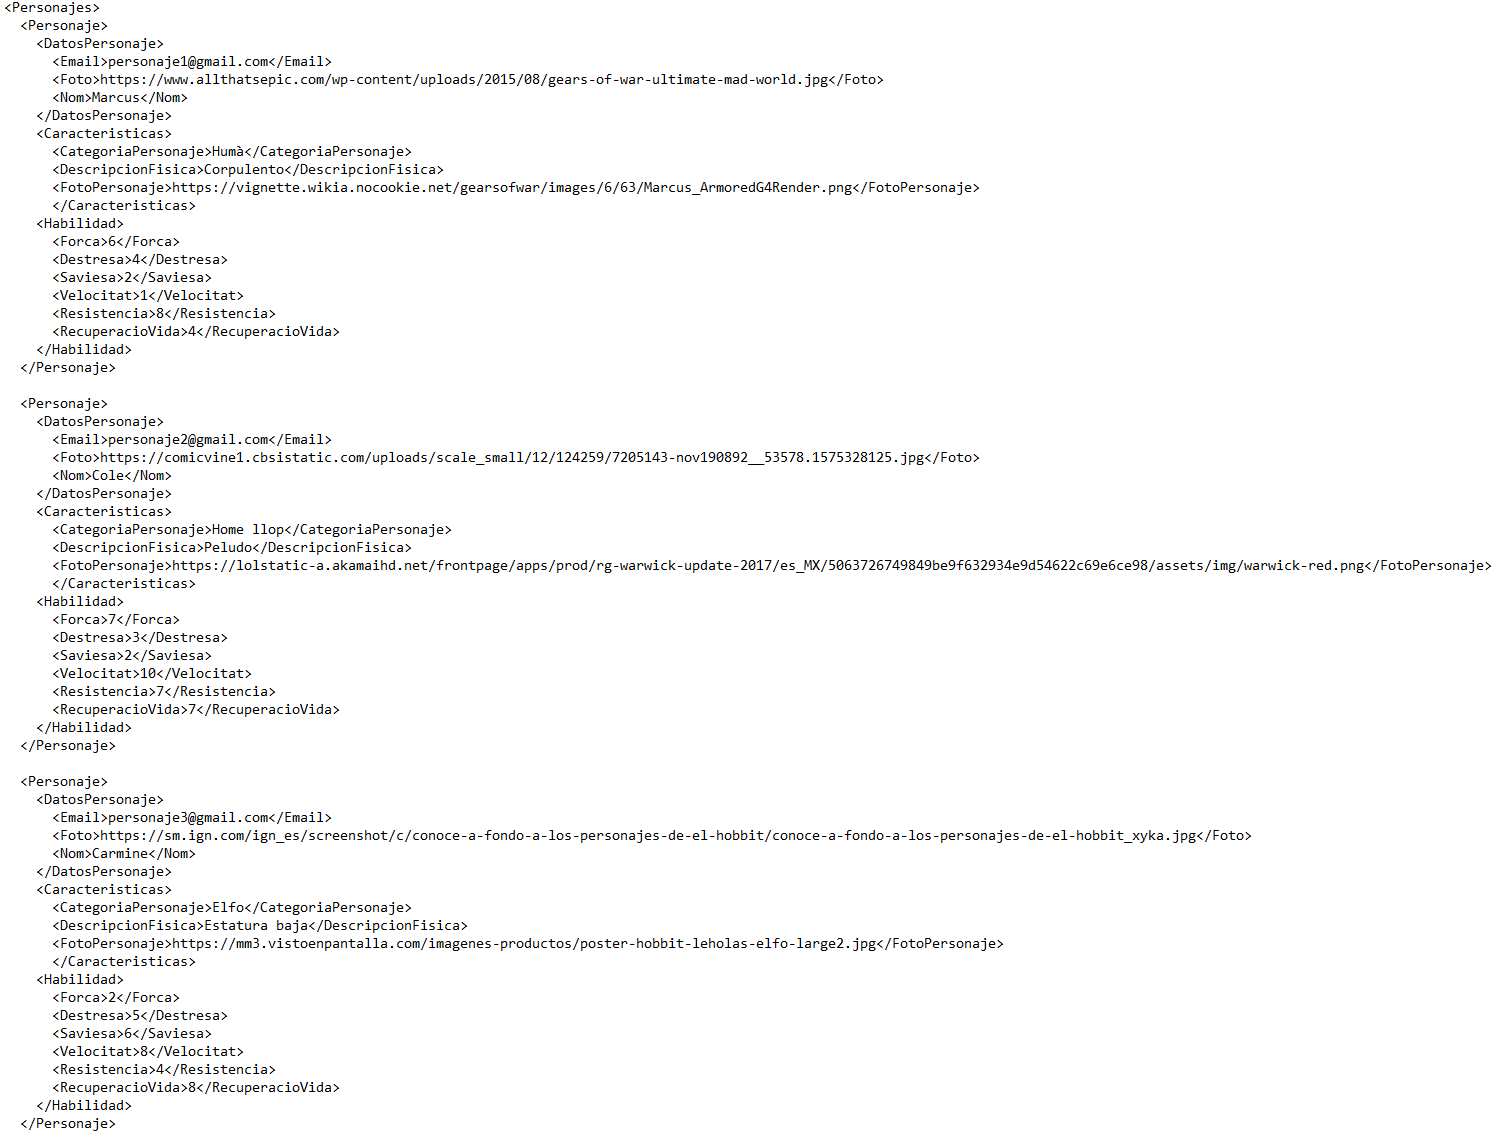 <Personajes>
<Personaje>
<DatosPersonaje>
<Email>personaje1@gmail.com</Email>
<Foto>https://www.allthatsepic.com/wp-content/uploads/2015/08/gears-of-war-ultimate-mad-world.jpg</Foto>
<Nom>Marcus</Nom>
</DatosPersonaje>
<Caracteristicas>
<CategoriaPersonaje>Humà</CategoriaPersonaje>
<DescripcionFisica>Corpulento</DescripcionFisica>
<FotoPersonaje>https://vignette.wikia.nocookie.net/gearsofwar/images/6/63/Marcus_ArmoredG4Render.png</FotoPersonaje>
</Caracteristicas>
<Habilidad>
<Forca>6</Forca>
<Destresa>4</Destresa>
<Saviesa>2</Saviesa>
<Velocitat>1</Velocitat>
<Resistencia>8</Resistencia>
<RecuperacioVida>4</RecuperacioVida>
</Habilidad>
</Personaje>
<Personaje>
<DatosPersonaje>
<Email>personaje2@gmail.com</Email>
<Foto>https://comicvine1.cbsistatic.com/uploads/scale_small/12/124259/7205143-nov190892__53578.1575328125.jpg</Foto>
<Nom>Cole</Nom>
</DatosPersonaje>
<Caracteristicas>
<CategoriaPersonaje>Home llop</CategoriaPersonaje>
<DescripcionFisica>Peludo</DescripcionFisica>
<FotoPersonaje>https://lolstatic-a.akamaihd.net/frontpage/apps/prod/rg-warwick-update-2017/es_MX/5063726749849be9f632934e9d54622c69e6ce98/assets/img/warwick-red.png</FotoPersonaje>
</Caracteristicas>
<Habilidad>
<Forca>7</Forca>
<Destresa>3</Destresa>
<Saviesa>2</Saviesa>
<Velocitat>10</Velocitat>
<Resistencia>7</Resistencia>
<RecuperacioVida>7</RecuperacioVida>
</Habilidad>
</Personaje>
<Personaje>
<DatosPersonaje>
<Email>personaje3@gmail.com</Email>
<Foto>https://sm.ign.com/ign_es/screenshot/c/conoce-a-fondo-a-los-personajes-de-el-hobbit/conoce-a-fondo-a-los-personajes-de-el-hobbit_xyka.jpg</Foto>
<Nom>Carmine</Nom>
</DatosPersonaje>
<Caracteristicas>
<CategoriaPersonaje>Elfo</CategoriaPersonaje>
<DescripcionFisica>Estatura baja</DescripcionFisica>
<FotoPersonaje>https://mm3.vistoenpantalla.com/imagenes-productos/poster-hobbit-leholas-elfo-large2.jpg</FotoPersonaje>
</Caracteristicas>
<Habilidad>
<Forca>2</Forca>
<Destresa>5</Destresa>
<Saviesa>6</Saviesa>
<Velocitat>8</Velocitat>
<Resistencia>4</Resistencia>
<RecuperacioVida>8</RecuperacioVida>
</Habilidad>
</Personaje>